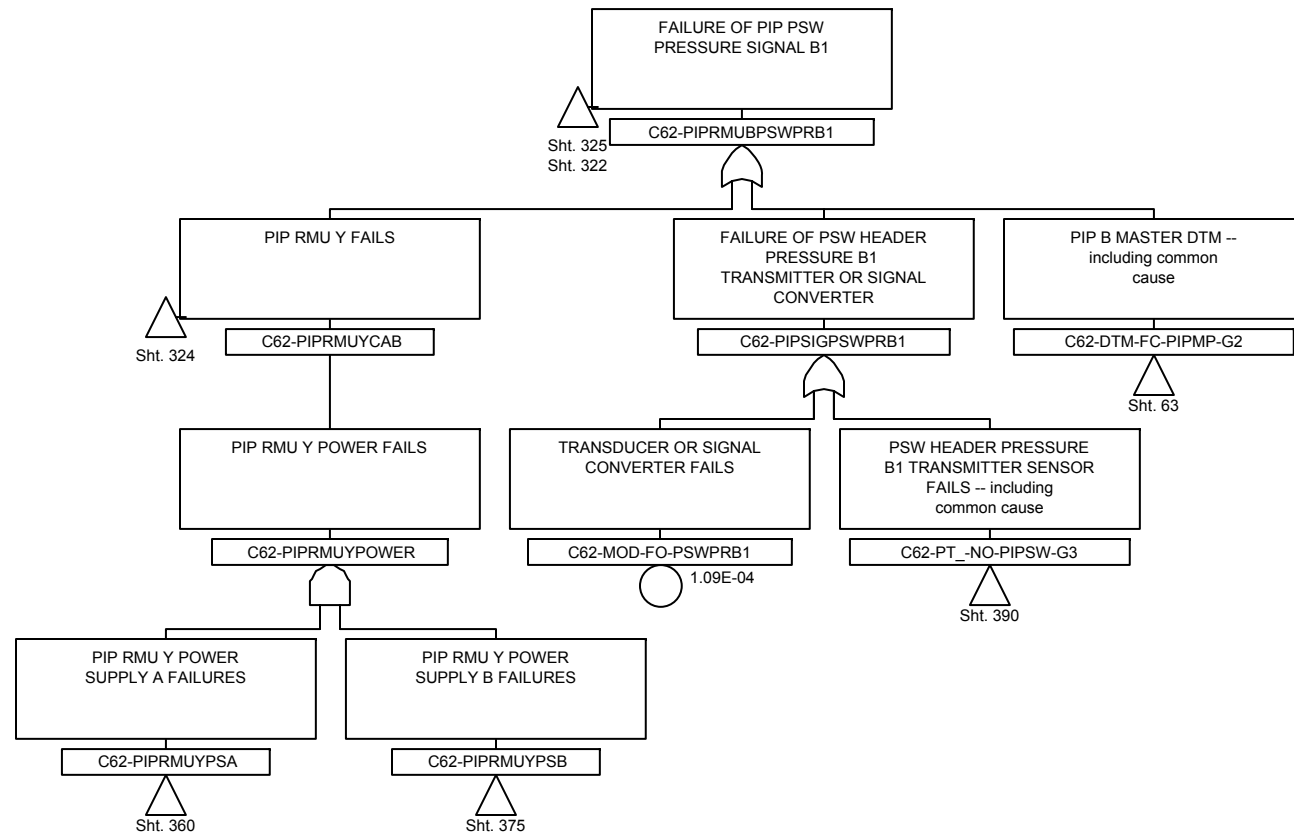 FAILURE OF PIP PSW
PRESSURE SIGNAL B1
C62-PIPRMUBPSWPRB1
Sht. 325
Sht. 322
PIP RMU Y FAILS
C62-PIPRMUYCAB
Sht. 324
FAILURE OF PSW HEADER
PRESSURE B1
TRANSMITTER OR SIGNAL
CONVERTER
C62-PIPSIGPSWPRB1
PIP B MASTER DTM --
including common
cause
C62-DTM-FC-PIPMP-G2
Sht. 63
PIP RMU Y POWER FAILS
C62-PIPRMUYPOWER
TRANSDUCER OR SIGNAL
CONVERTER FAILS
C62-MOD-FO-PSWPRB1
1.09E-04
PSW HEADER PRESSURE
B1 TRANSMITTER SENSOR
FAILS -- including
common cause
C62-PT_-NO-PIPSW-G3
Sht. 390
PIP RMU Y POWER
SUPPLY A FAILURES
C62-PIPRMUYPSA
Sht. 360
PIP RMU Y POWER
SUPPLY B FAILURES
C62-PIPRMUYPSB
Sht. 375